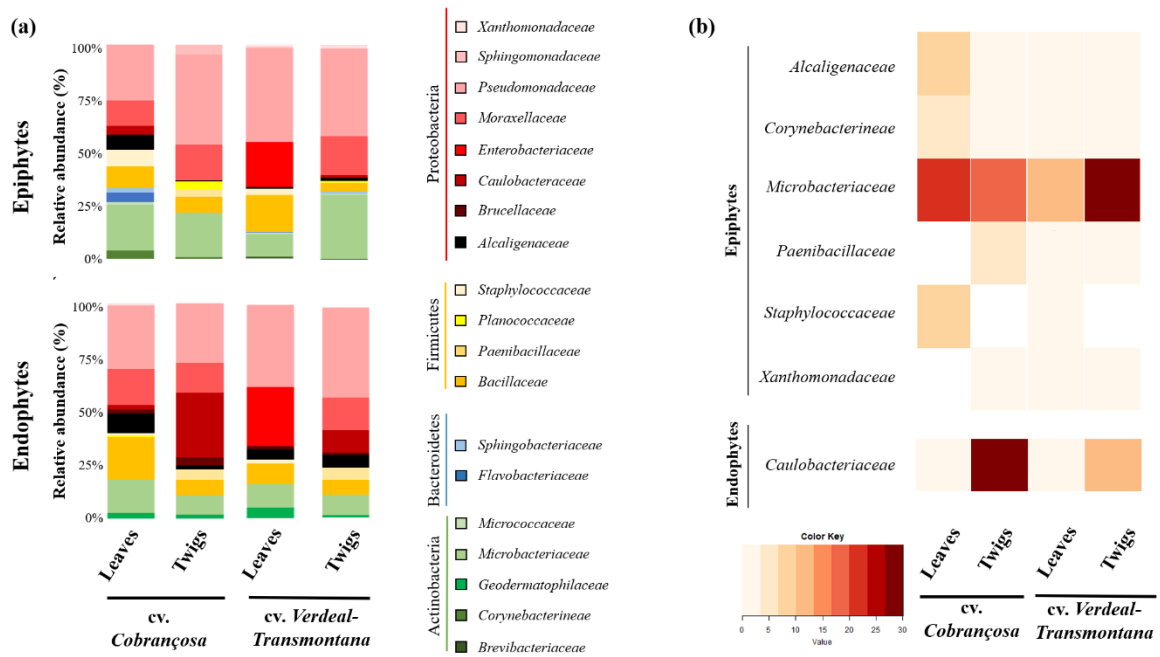 (a)
Epiphytes
Relative abundance (%)
100%
75%
50%
25%
0%
Endophytes
Relative abundance (%)
100%
75%
50%
25%
0%
Leaves
Twigs
Leaves
Twigs
cv.
Cobrançosa
cv. Verdeal-
Transmontana
Proteobacteria
Xanthomonadaceae
Sphingomonadaceae
Pseudomonadaceae
Moraxellaceae
Enterobacteriaceae
Caulobacteraceae
Brucellaceae
Alcaligenaceae
Firmicutes
Staphylococcaceae
Planococcaceae
Paenibacillaceae
Bacillaceae
Bacteroidetes
Sphingobacteriaceae
Flavobacteriaceae
Actinobacteria
Micrococcaceae
Microbacteriaceae
Geodermatophilaceae
Corynebacterineae
Brevibacteriaceae
(b)
Epiphytes
Alcaligenaceae
Corynebacterineae
Microbacteriaceae
Paenibacillaceae
Staphylococcaceae
Xanthomonadaceae
Endophytes
Caulobacteriaceae
Color Key
0 5 10 15 20 25 30
Value
Leaves
Twigs
Leaves
Twigs
cv.
Cobrançosa
cv. Verdeal-
Transmontana